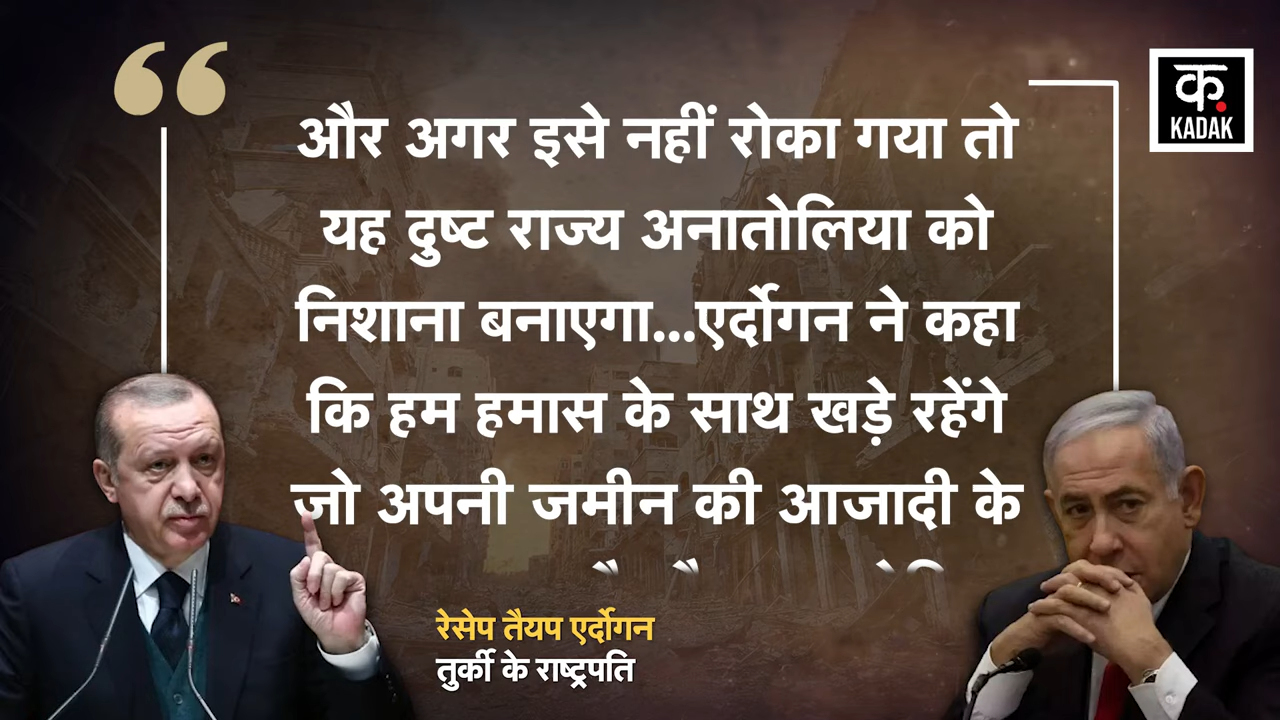 क
KADAK
और अगर इसे नहीं रोका गया तो
यह दुष्ट राज्य अनातोलिया को
निशाना बनाएगा...एर्दोगन ने कहा
कि हम हमास के साथ खड़े रहेंगे
जो अपनी जमीन की आजादी के
रेसेप तैयप एर्दोगन
तुर्की के राष्ट्रपति